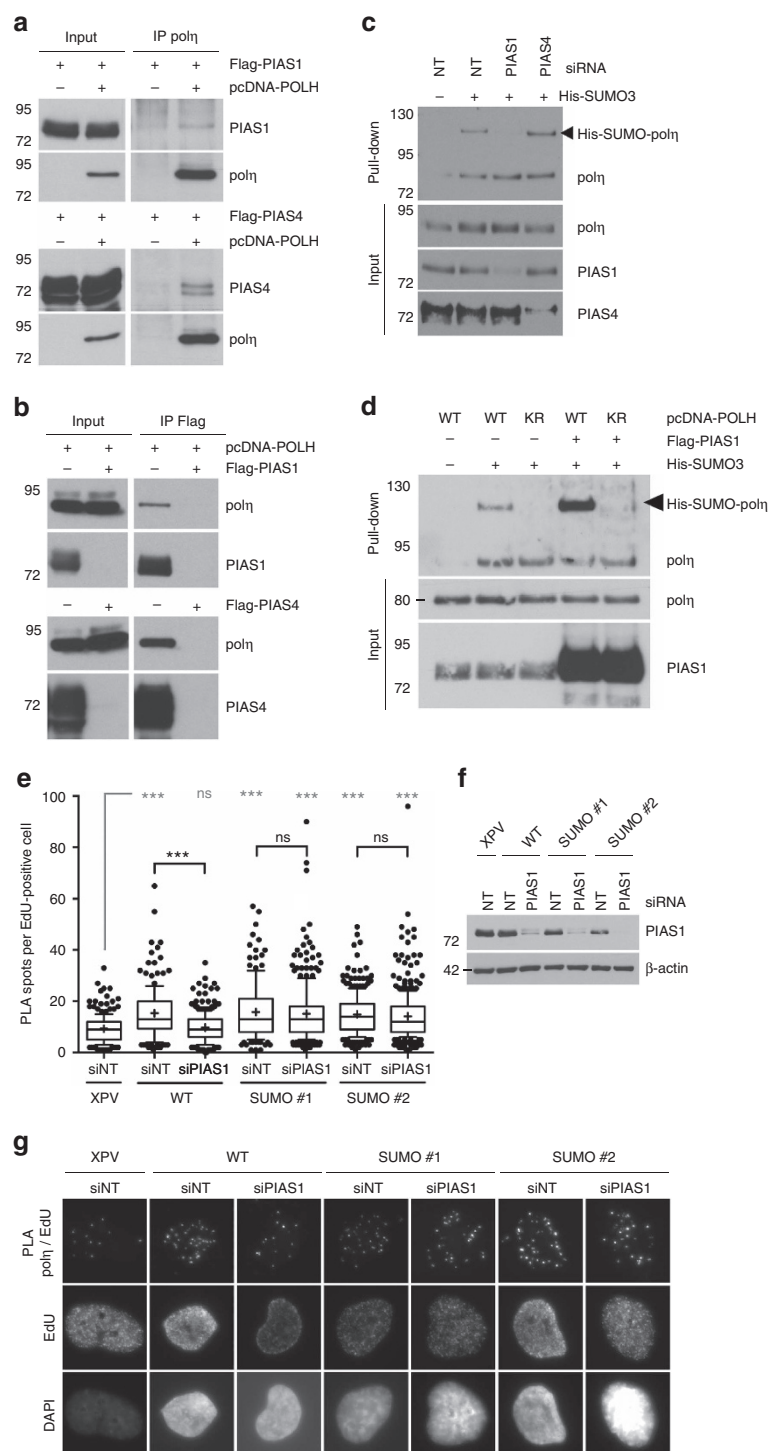 a
Input IP polη
+ + + + Flag-PIAS1
– + – + pcDNA-POLH
95
72
PIAS1
95
72
polη
+ + + + Flag-PIAS4
– + – + pcDNA-POLH
95
72
PIAS4
95
72
polη
b
Input IP Flag
+ + + + pcDNA-POLH
– + – + Flag-PIAS1
95
polη
72
PIAS1
– + – + Flag-PIAS4
95
polη
72
PIAS4
c
NT NT PIAS1 PIAS4 siRNA
– + + + His-SUMO3
Pull-down
130
95
72
His-SUMO-polη
polη
Input
95
polη
72
PIAS1
72
PIAS4
d
WT WT KR WT KR pcDNA-POLH
– – – + + Flag-PIAS1
– + + + + His-SUMO3
Pull-down
130
95
His-SUMO-polη
polη
Input
80
polη
95
72
PIAS1
e
PLA spots per EdU-positive cell
100
80
60
40
20
0
*** ns *** *** *** ***
***
ns
ns
siNT siNT siPIAS1 siNT siPIAS1 siNT siPIAS1
XPV WT SUMO #1 SUMO #2
f
XPV WT SUMO #1 SUMO #2
NT NT PIAS1 NT PIAS1 NT PIAS1 siRNA
72
PIAS1
42
β-actin
g
XPV WT SUMO #1 SUMO #2
siNT siNT siPIAS1 siNT siPIAS1 siNT siPIAS1
PLA
polη / EdU
EdU
DAPI